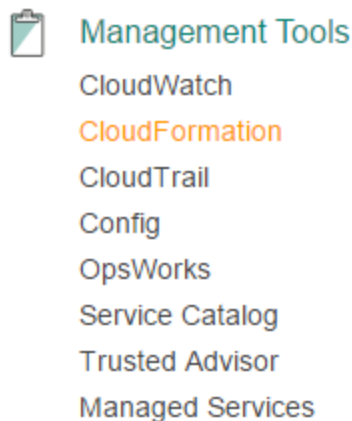 Management Tools
CloudWatch
CloudFormation
CloudTrail
Config
OpsWorks
Service Catalog
Trusted Advisor
Managed Services